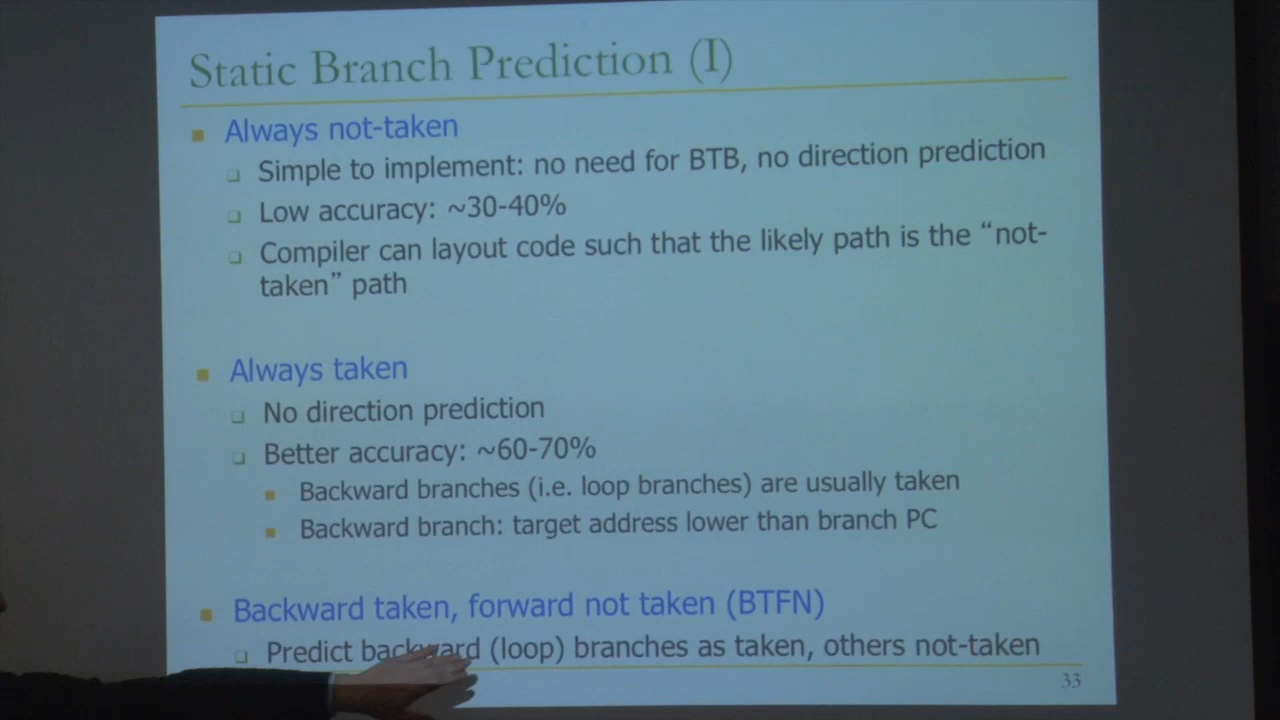 Static Branch Prediction (I)
Always not-taken
Simple to implement: no need for BTB, no direction prediction
Low accuracy: ~30-40%
Compiler can layout code such that the likely path is the “not-
taken” path
Always taken
No direction prediction
Better accuracy: ~60-70%
Backward branches (i.e. loop branches) are usually taken
Backward branch: target address lower than branch PC
Backward taken, forward not taken (BTFN)
Predict backward (loop) branches as taken, others not-taken
33